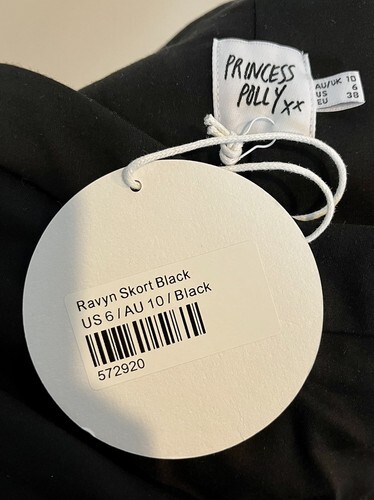 PRINCESS
POLLY xx
AU/UK 10
US 6
EU 38
Ravyn Skort Black
US 6 / AU 10 / Black
572920